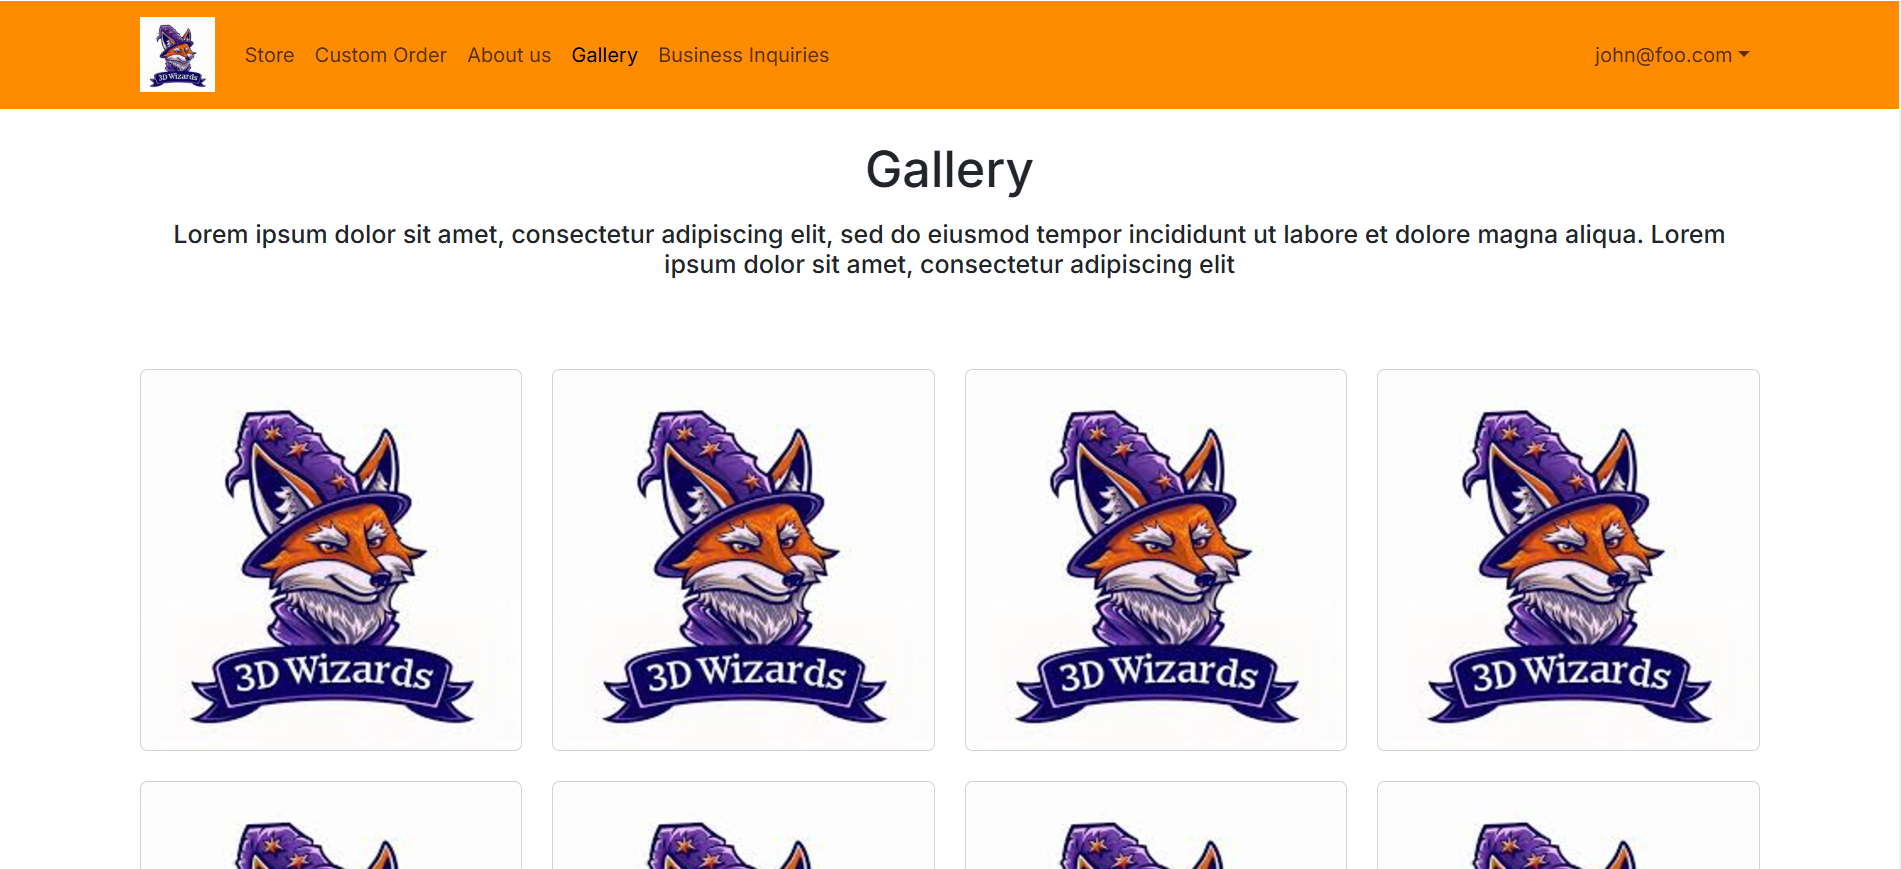 3D Wizards
Store Custom Order About us Gallery Business Inquiries john@foo.com
Gallery
Lorem ipsum dolor sit amet, consectetur adipiscing elit, sed do eiusmod tempor incididunt ut labore et dolore magna aliqua. Lorem
ipsum dolor sit amet, consectetur adipiscing elit
3D Wizards
3D Wizards
3D Wizards
3D Wizards